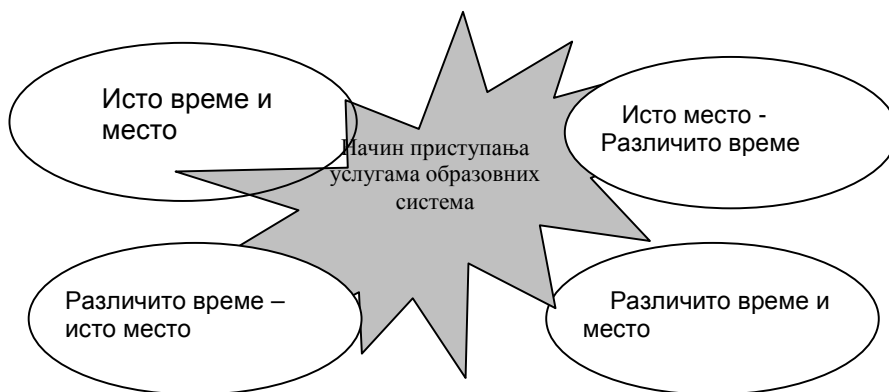 Исто време и
место
Исто место -
Различито време
Начин приступања
услугама образовних
система
Различито време –
исто место
Различито време и
место